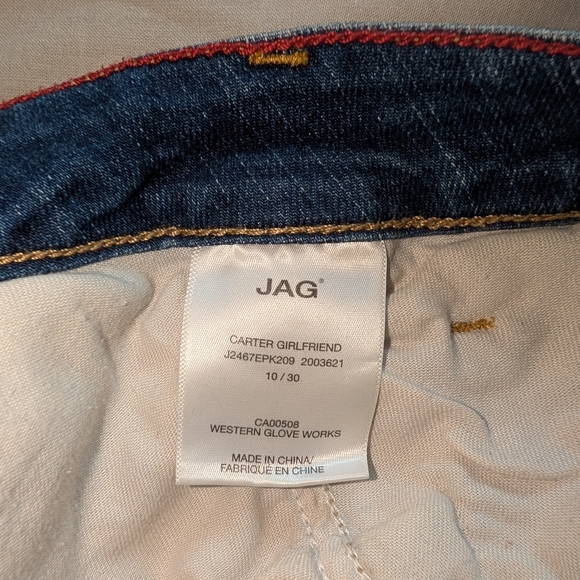 JAG®
CARTER GIRLFRIEND
J2467EPK209 2003621
10 / 30
CA00508
WESTERN GLOVE WORKS
MADE IN CHINA/
FABRIQUÉ EN CHINE